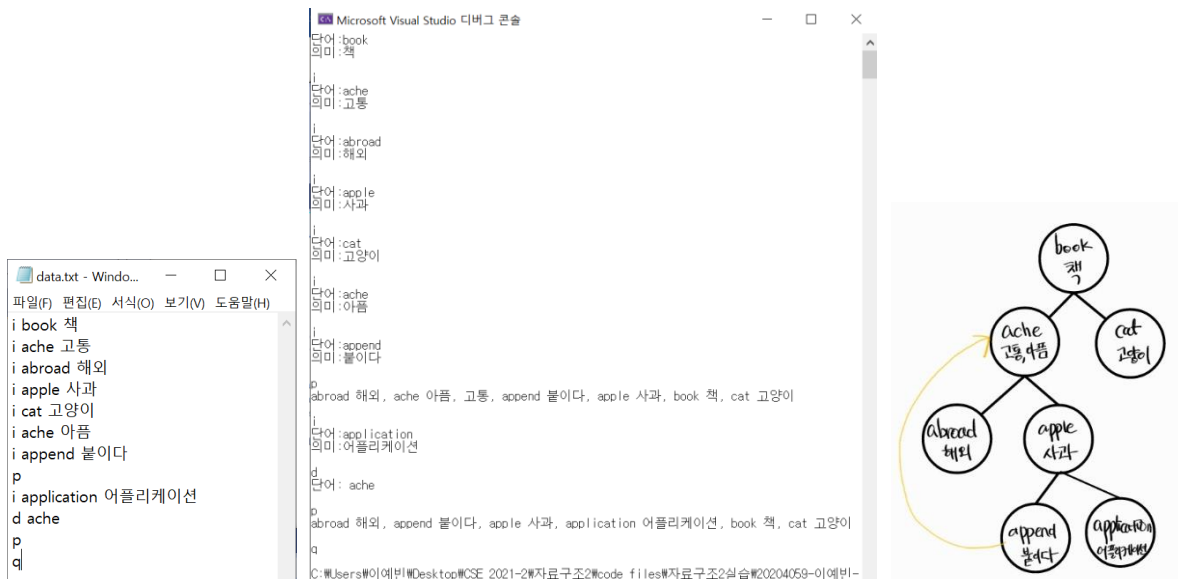 data.txt - Windo...
파일(F) 편집(E) 서식(O) 보기(V) 도움말(H)
i book 책
i ache 고통
i abroad 해외
i apple 사과
i cat 고양이
i ache 아픔
i append 붙이다
p
i application 어플리케이션
d ache
p
q
Microsoft Visual Studio 디버그 콘솔
단어:book
의미:책
i
단어:ache
의미:고통
i
단어:abroad
의미:해외
i
단어:apple
의미:사과
i
단어:cat
의미:고양이
i
단어:ache
의미:아픔
i
단어:append
의미:붙이다
p
abroad 해외, ache 아픔, 고통, append 붙이다, apple 사과, book 책, cat 고양이
i
단어:application
의미:어플리케이션
d
단어: ache
p
abroad 해외, append 붙이다, apple 사과, application 어플리케이션, book 책, cat 고양이
q
C:₩Users₩이예빈₩Desktop₩CSE 2021-2₩자료구조2₩code files₩자료구조2실습₩20204059-이예빈-
book
책
ache
고통,아픔
cat
고양이
abroad
해외
apple
사과
append
붙이다
application
어플리케이션